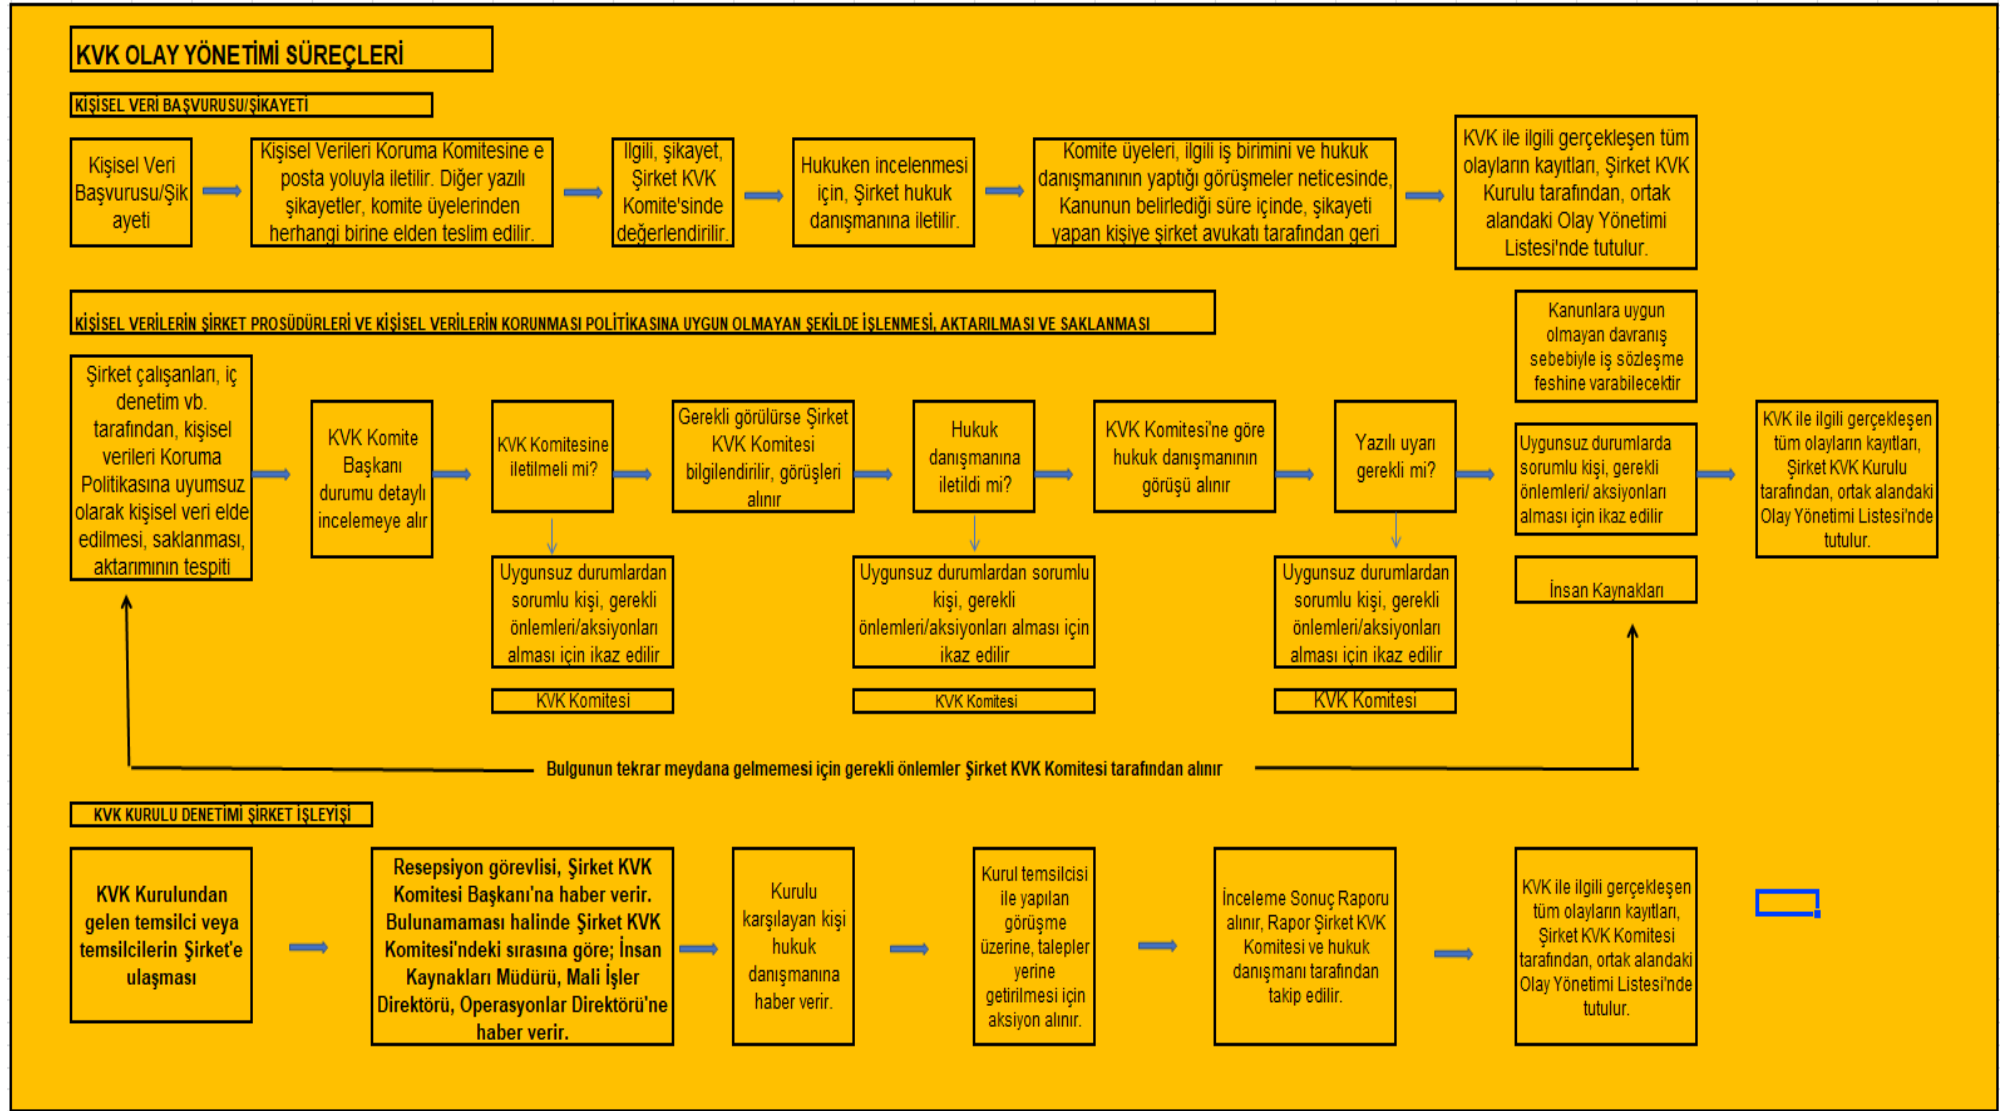 KVK OLAY YÖNETİMİ SÜREÇLERİ
KİŞİSEL VERİ BAŞVURUSU/ŞİKAYETİ
Kişisel Veri
Başvurusu/Şik
ayeti
Kişisel Verileri Koruma Komitesine e
posta yoluyla iletilir. Diğer yazılı
şikayetler, komite üyelerinden
herhangi birine elden teslim edilir.
İlgili, şikayet,
Şirket KVK
Komite'sinde
değerlendirilir.
Hukuken incelenmesi
için, Şirket hukuk
danışmanına iletilir.
Komite üyeleri, ilgili iş birimini ve hukuk
danışmanının yaptığı görüşmeler neticesinde,
Kanunun belirlediği süre içinde, şikayeti
yapan kişiye şirket avukatı tarafından geri
KVK ile ilgili gerçekleşen tüm
olayların kayıtları, Şirket KVK
Kurulu tarafından, ortak
alandaki Olay Yönetimi
Listesi'nde tutulur.
KİŞİSEL VERİLERİN ŞİRKET PROSÜDÜRLERİ VE KİŞİSEL VERİLERİN KORUNMASI POLİTİKASINA UYGUN OLMAYAN ŞEKİLDE İŞLENMESİ, AKTARILMASI VE SAKLANMASI
Şirket çalışanları, iç
denetim vb.
tarafından, kişisel
verileri Koruma
Politikasına uyumsuz
olarak kişisel veri elde
edilmesi, saklanması,
aktarımının tespiti
KVK Komite
Başkanı
durumu detaylı
incelemeye alır
KVK Komitesine
iletilmeli mi?
Gerekli görülürse Şirket
KVK Komitesi
bilgilendirilir, görüşleri
alınır
Hukuk
danışmanına
iletildi mi?
KVK Komitesi'ne göre
hukuk danışmanının
görüşü alınır
Yazılı uyarı
gerekli mi?
Kanunlara uygun
olmayan davranış
sebebiyle iş sözleşme
feshine varabilecektir
Uygunsuz durumlarda
sorumlu kişi, gerekli
önlemleri/ aksiyonları
alması için ikaz edilir
İnsan Kaynakları
KVK ile ilgili gerçekleşen
tüm olayların kayıtları,
Şirket KVK Kurulu
tarafından, ortak alandaki
Olay Yönetimi Listesi'nde
tutulur.
Uygunsuz durumlardan
sorumlu kişi, gerekli
önlemleri/aksiyonları
alması için ikaz edilir
KVK Komitesi
Uygunsuz durumlardan sorumlu
kişi, gerekli
önlemleri/aksiyonları alması için
ikaz edilir
KVK Komitesi
Uygunsuz durumlardan
sorumlu kişi, gerekli
önlemleri/aksiyonları
alması için ikaz edilir
KVK Komitesi
Bulgunun tekrar meydana gelmemesi için gerekli önlemler Şirket KVK Komitesi tarafından alınır
KVK KURULU DENETİMİ ŞİRKET İŞLEYİŞİ
KVK Kurulundan
gelen temsilci veya
temsilcilerin Şirket'e
ulaşması
Resepsiyon görevlisi, Şirket KVK
Komitesi Başkanı'na haber verir.
Bulunamaması halinde Şirket KVK
Komitesi'ndeki sırasına göre; İnsan
Kaynakları Müdürü, Mali İşler
Direktörü, Operasyonlar Direktörü'ne
haber verir.
Kurulu
karşılayan kişi
hukuk
danışmanına
haber verir.
Kurul temsilcisi
ile yapılan
görüşme
üzerine, talepler
yerine
getirilmesi için
aksiyon alınır.
İnceleme Sonuç Raporu
alınır, Rapor Şirket KVK
Komitesi ve hukuk
danışmanı tarafından
takip edilir.
KVK ile ilgili gerçekleşen
tüm olayların kayıtları,
Şirket KVK Komitesi
tarafından, ortak alandaki
Olay Yönetimi Listesi'nde
tutulur.